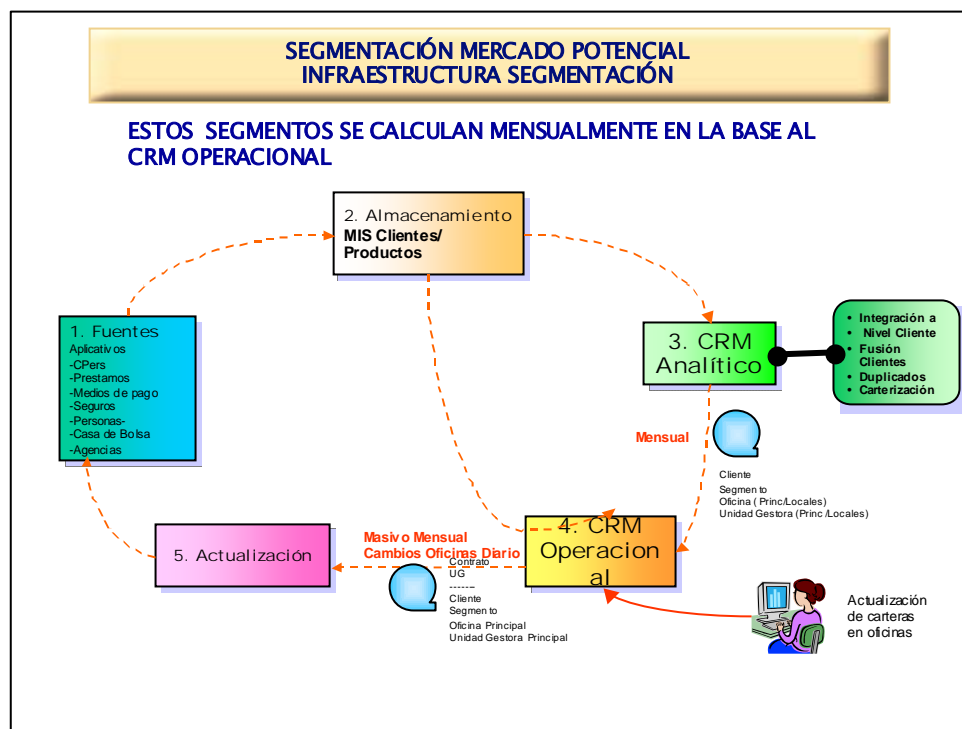 SEGMENTACIÓN MERCADO POTENCIAL
INFRAESTRUCTURA SEGMENTACIÓN
ESTOS SEGMENTOS SE CALCULAN MENSUALMENTE EN LA BASE AL
CRM OPERACIONAL
2. Almacenamiento
MIS Clientes/
Productos
1. Fuentes
Aplicativos
-CPers
-Prestamos
-Medios de pago
-Seguros
-Personas-
-Casa de Bolsa
-Agencias
3. CRM
Analítico
• Integración a
• Nivel Cliente
• Fusión
Clientes
• Duplicados
• Carterización
Mensual
Cliente
Segmento
Oficina ( Princ/Locales)
Unidad Gestora (Princ /Locales)
4. CRM
Operacion
al
5. Actualización
Masivo Mensual
Cambios Oficinas Diario
Contrato
UG
-------
Cliente
Segmento
Oficina Principal
Unidad Gestora Principal
Actualización
de carteras
en oficinas